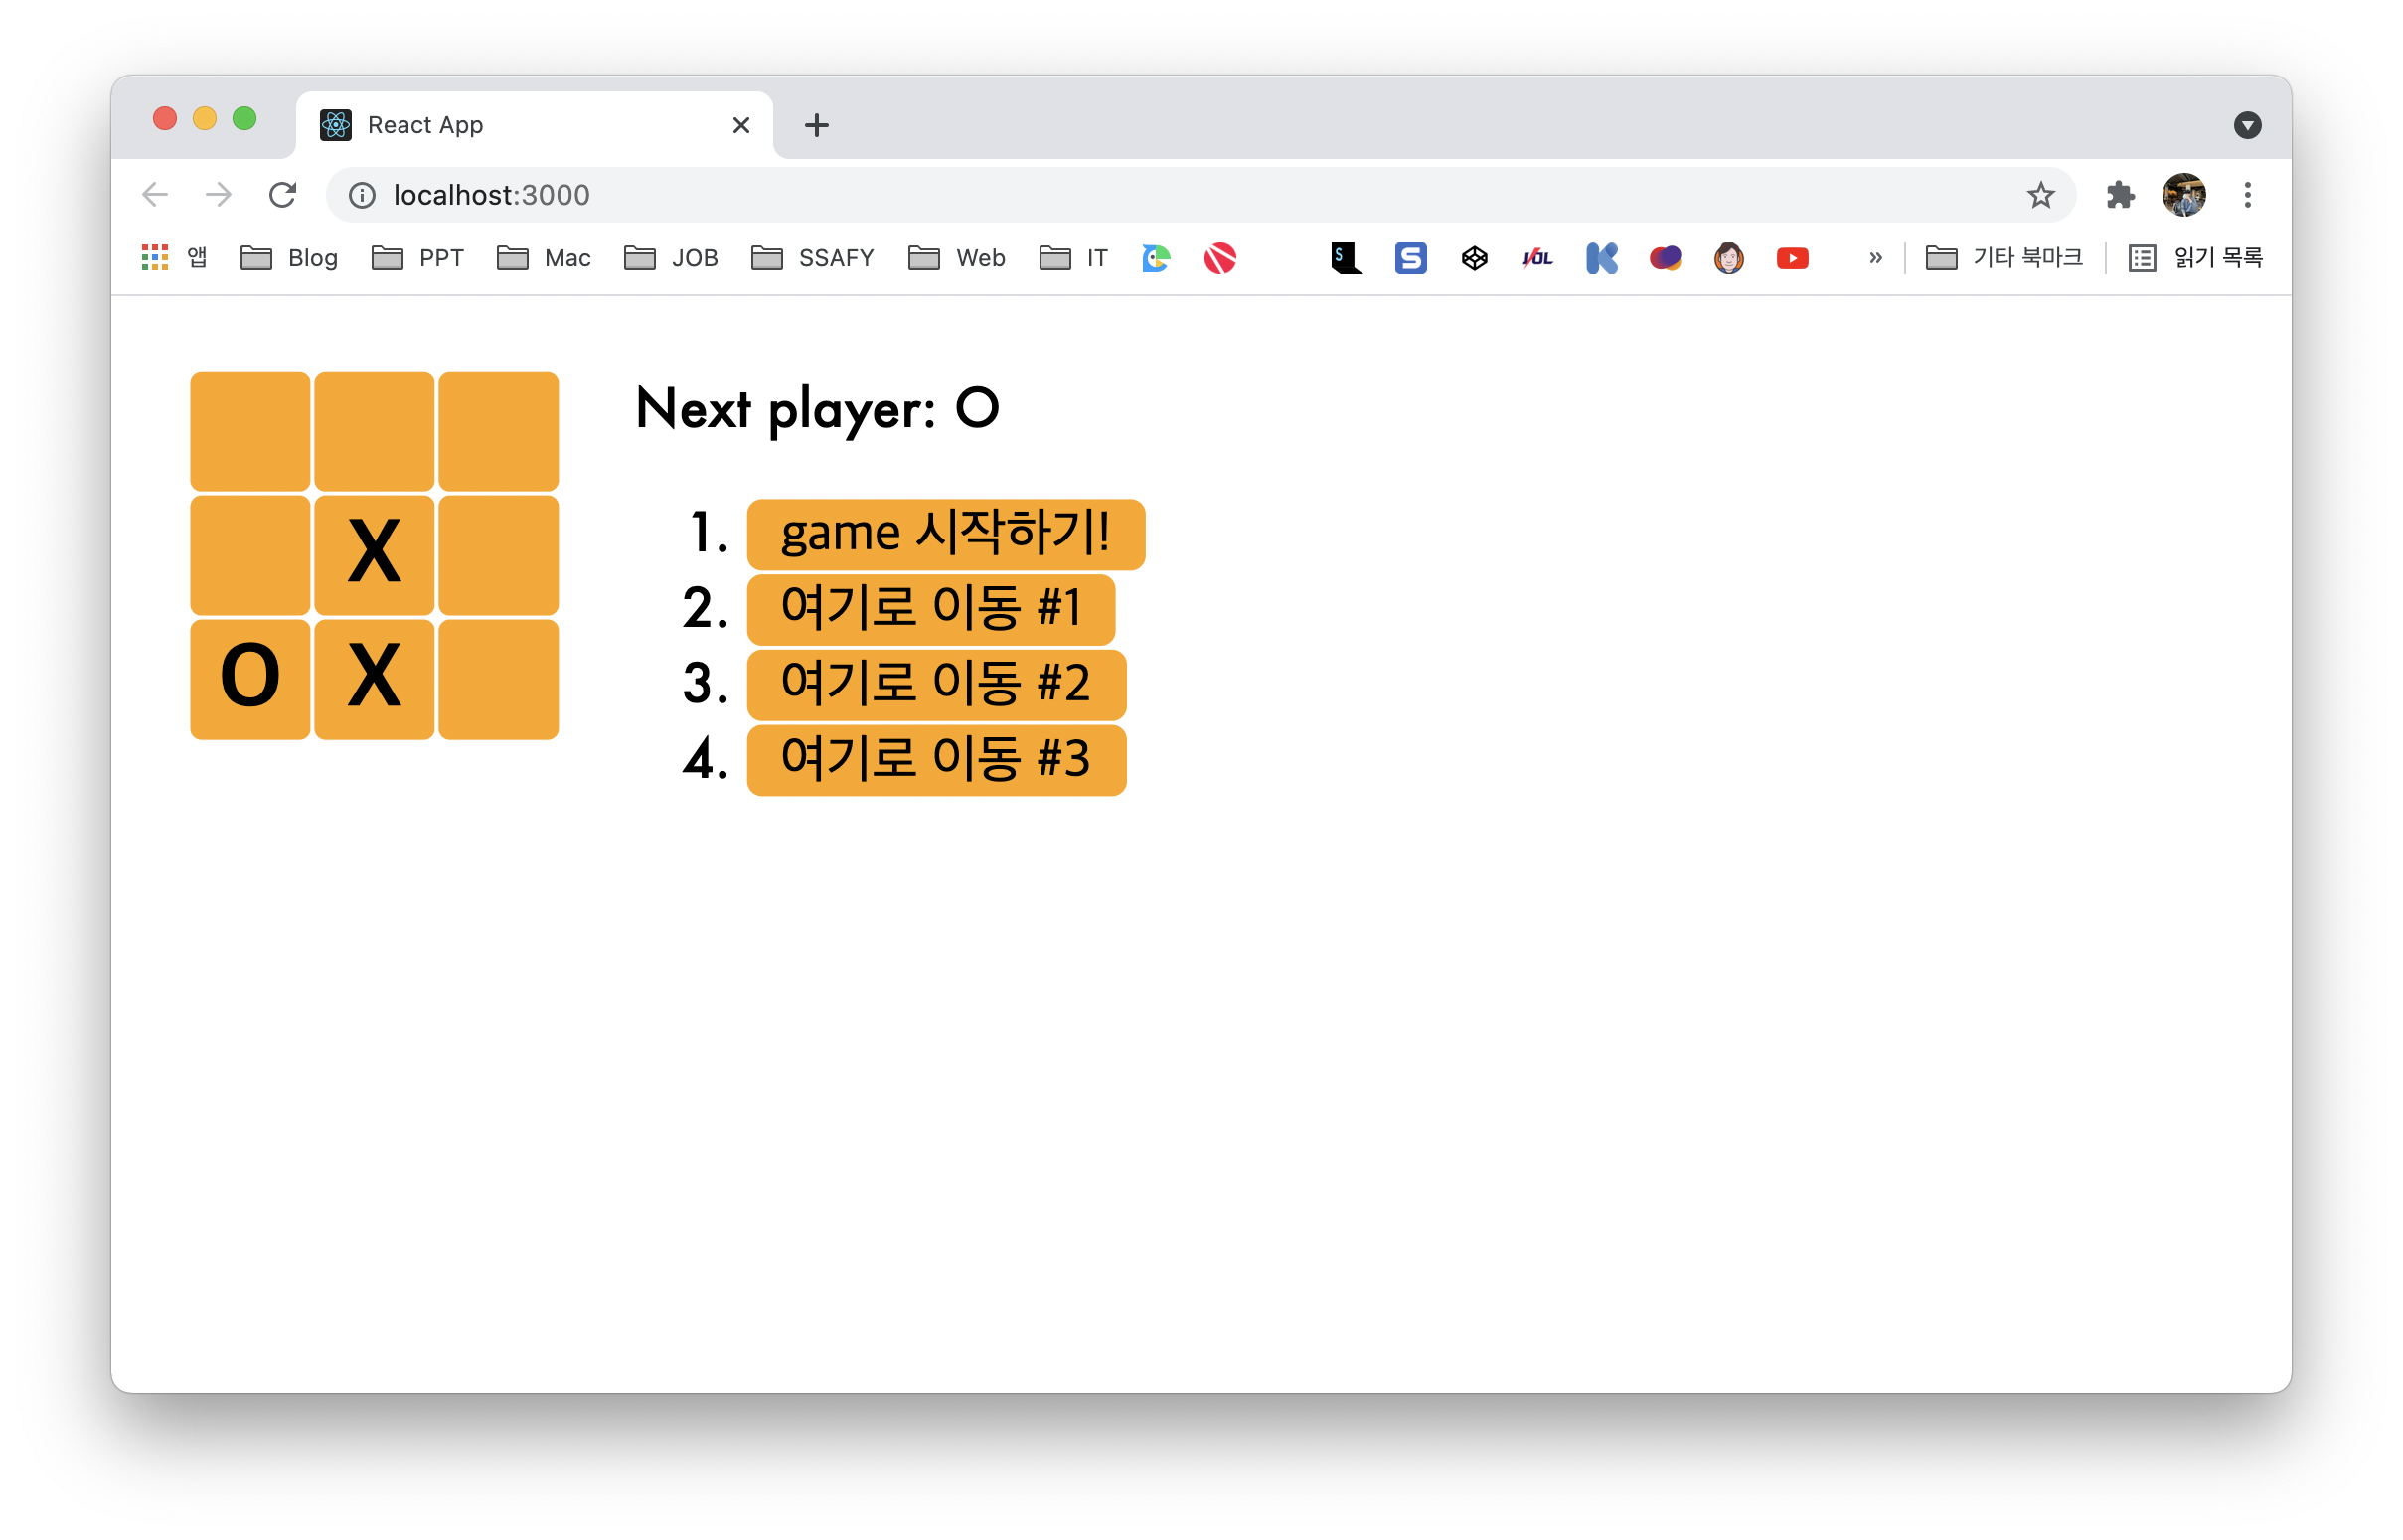 React App
localhost:3000
앱 Blog PPT Mac JOB SSAFY Web IT » 기타 북마크 읽기 목록
Next player: O
X
O X
1. game 시작하기!
2. 여기로 이동 #1
3. 여기로 이동 #2
4. 여기로 이동 #3